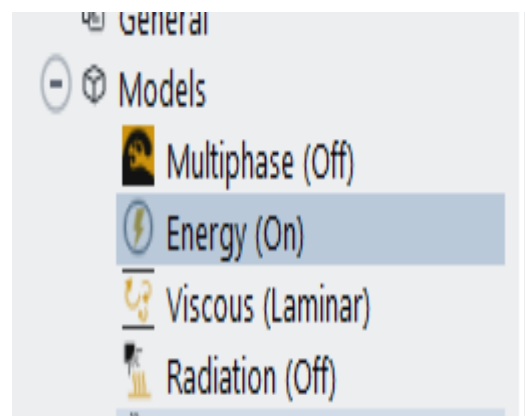 General
Models
Multiphase (Off)
Energy (On)
Viscous (Laminar)
Radiation (Off)